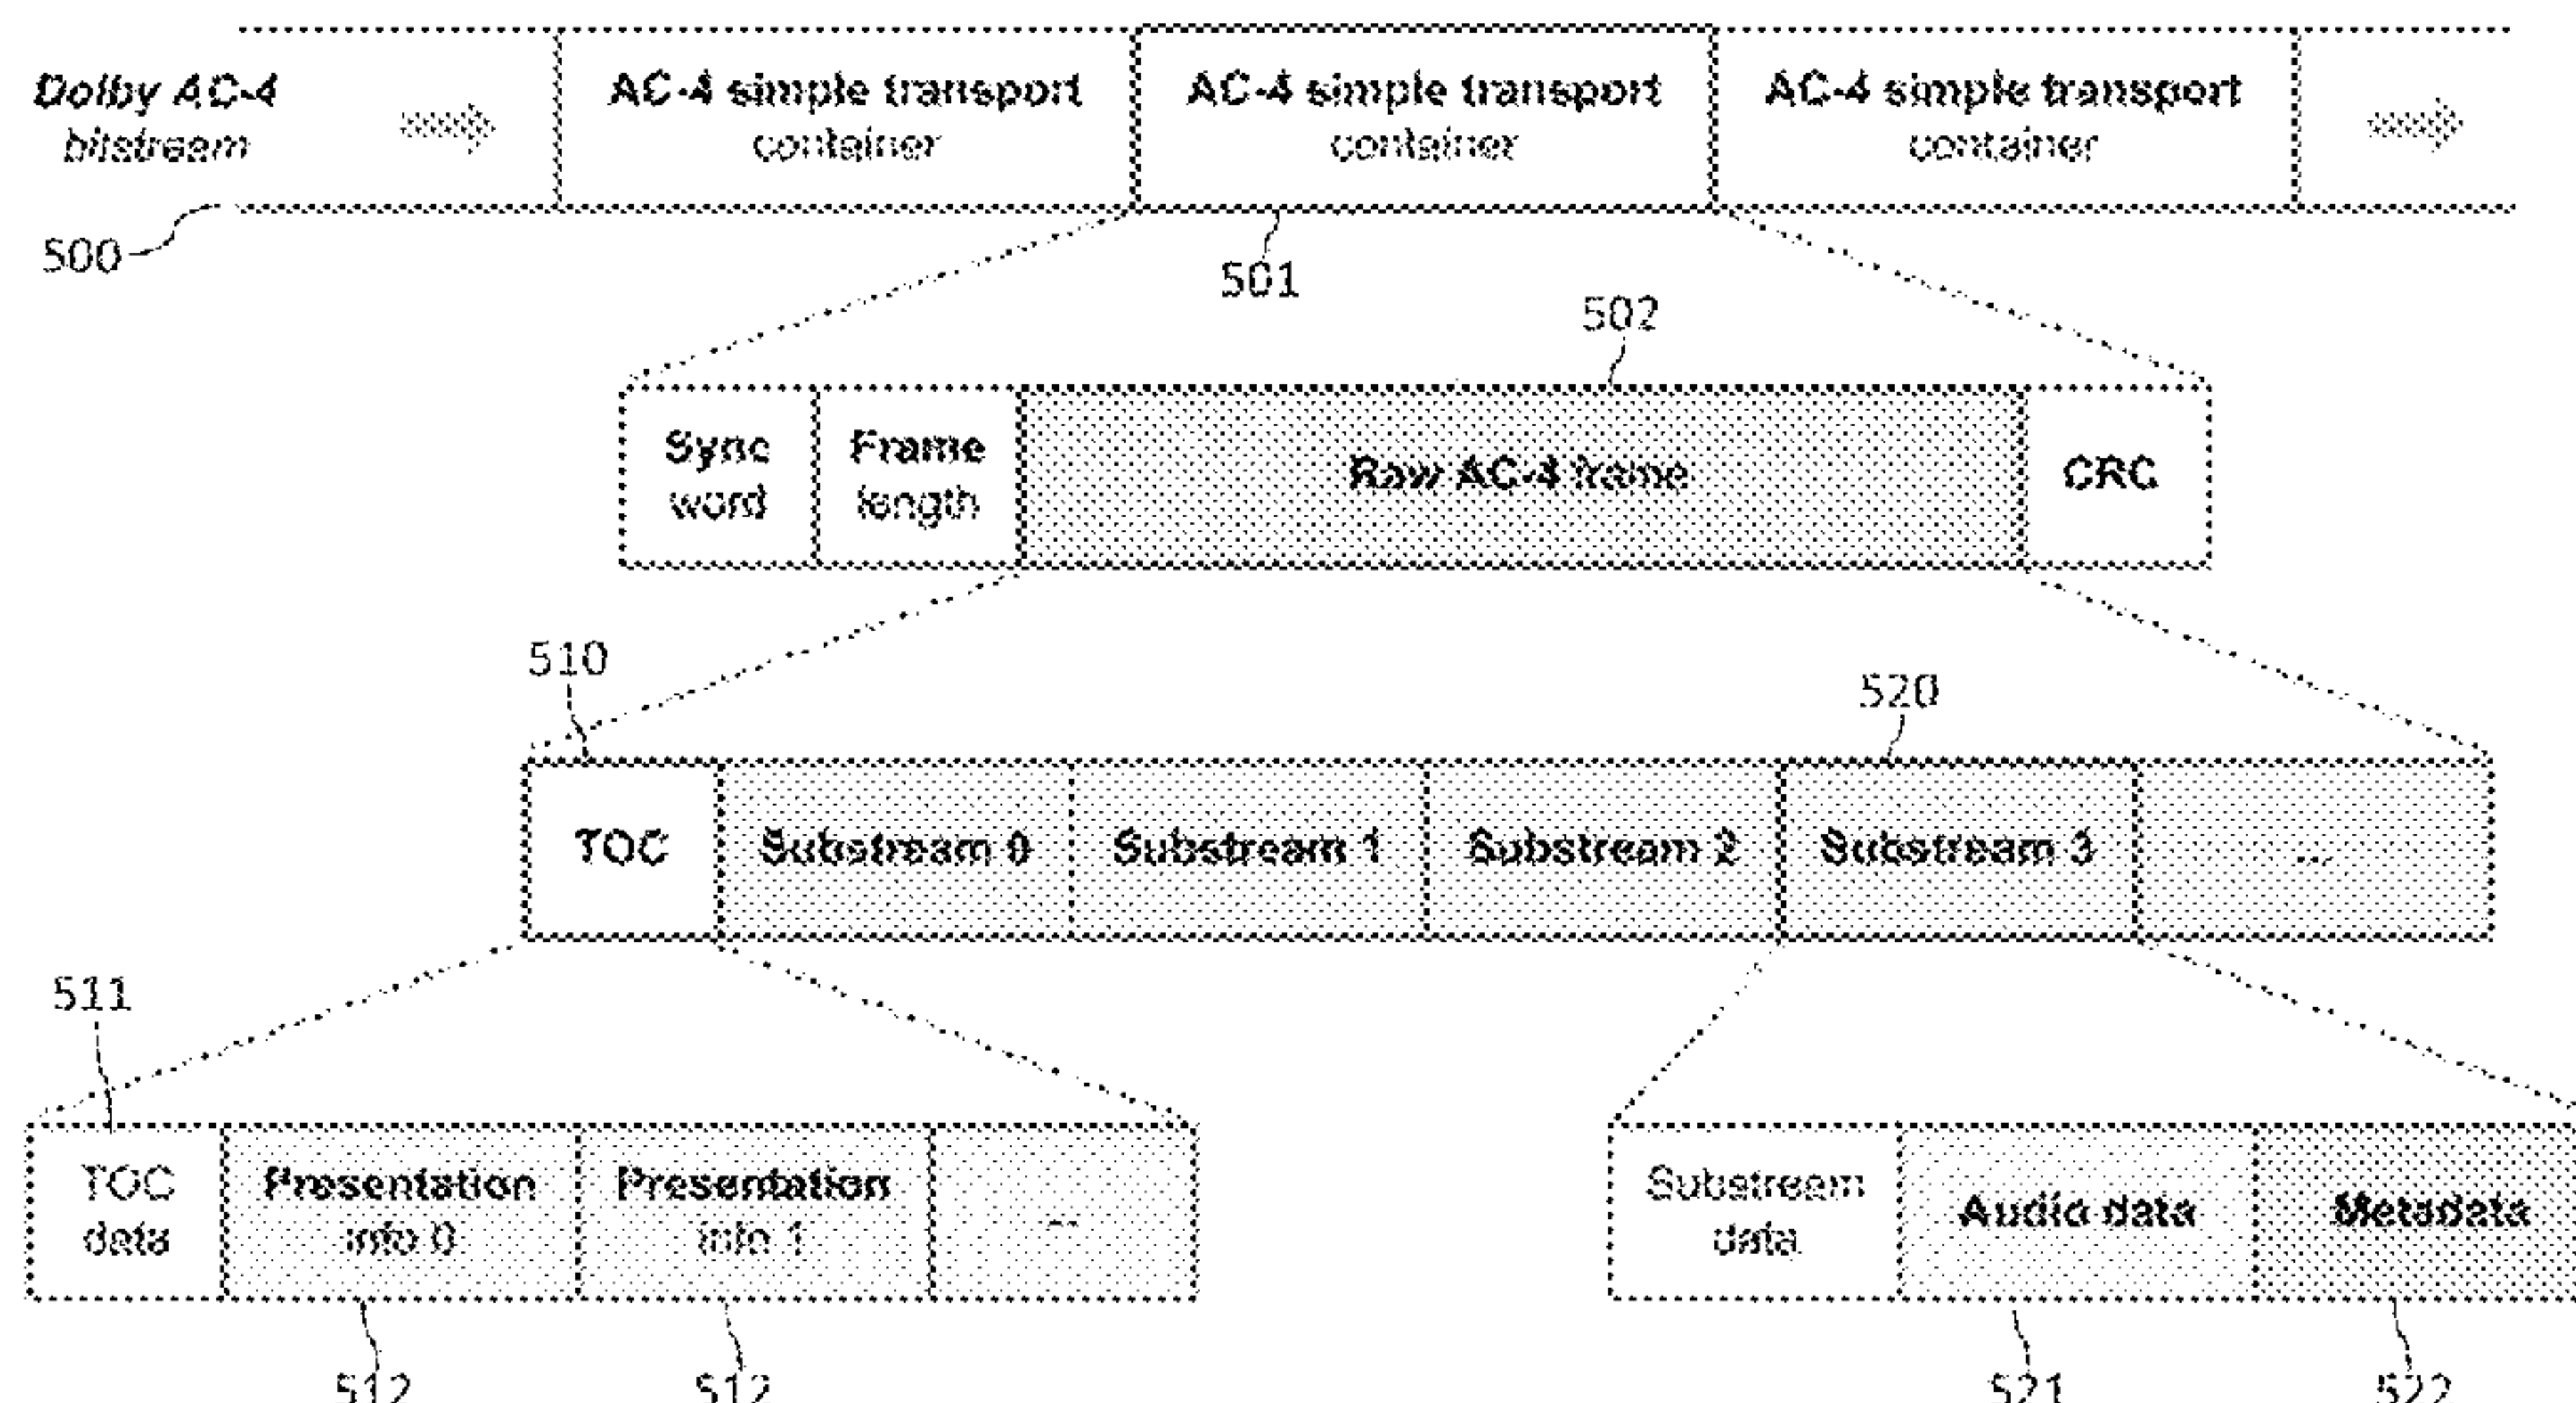 Dolby AC-4
bitstream
AC-4 simple transport
container
AC-4 simple transport
container
AC-4 simple transport
container
500
501
502
Sync
word
Frame
length
Raw AC-4 frame
CRC
510
520
TOC
Substream 0
Substream 1
Substream 2
Substream 3
...
511
TOC
data
Presentation
info 0
Presentation
info 1
...
Substream
data
Audio data
Metadata
512
512
521
522